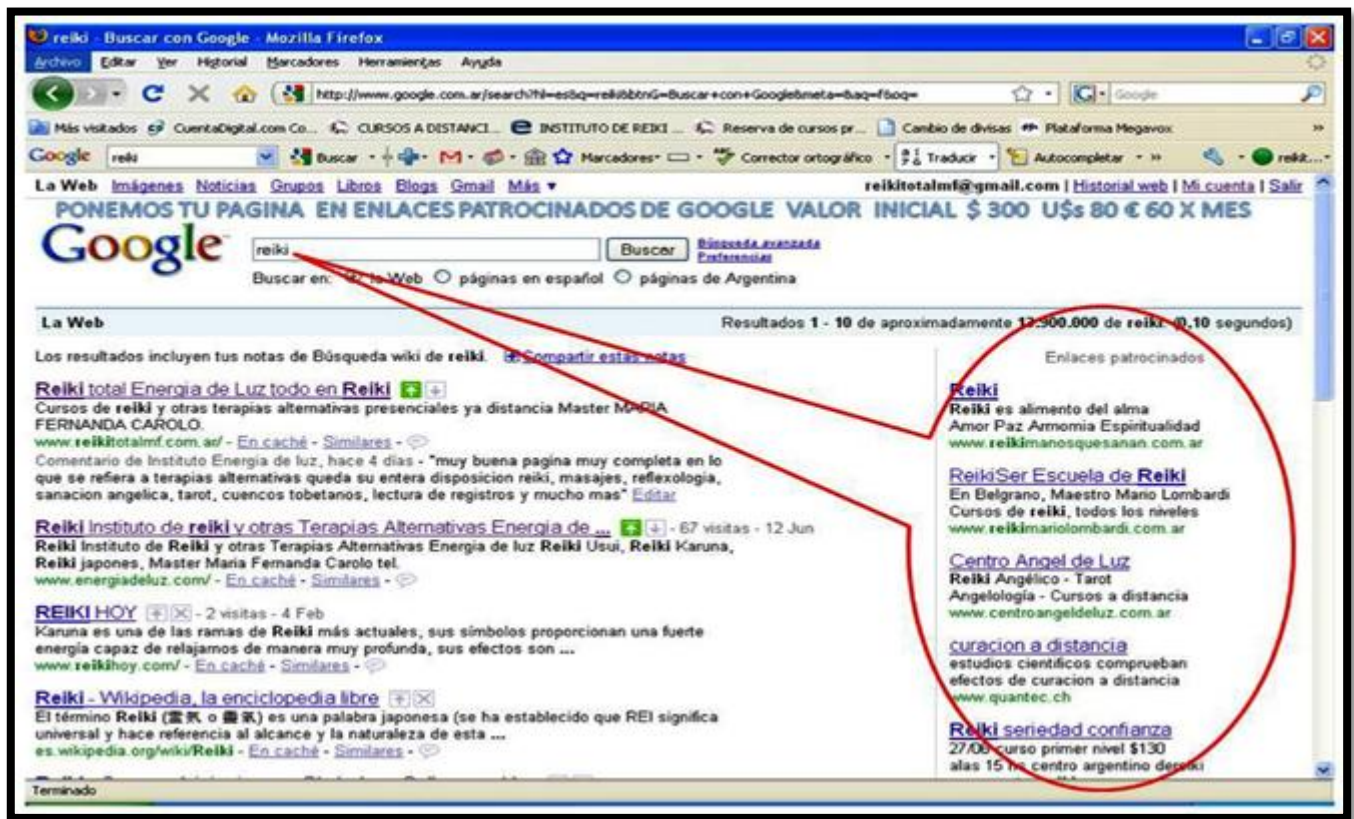 reiki - Buscar con Google - Mozilla Firefox
Archivo Editar Ver Historial Marcadores Herramientas Ayuda
http://www.google.com.ar/search?hl=es&q=reiki&btnG=Buscar+con+Google&meta=&aq=f&oq=
Google
Más visitados CuentaDigital.com Co... CURSOS A DISTANCI... INSTITUTO DE REIKI ... Reserva de cursos pr... Cambio de divisas Plataforma Megavox
Google reiki Buscar Marcadores Corrector ortográfico Traducir Autocompletar reikit...
La Web Imágenes Noticias Grupos Libros Blogs Gmail Más ▼ reikitotalmf@gmail.com | Historial web | Mi cuenta | Salir
PONEMOS TU PAGINA EN ENLACES PATROCINADOS DE GOOGLE VALOR INICIAL $ 300 U$s 80 € 60 X MES
Google reiki Buscar Búsqueda avanzada
Preferencias
Buscar en: la Web páginas en español páginas de Argentina
La Web Resultados 1 - 10 de aproximadamente 13.900.000 de reiki. (0,10 segundos)
Los resultados incluyen tus notas de Búsqueda wiki de reiki. Compartir estas notas
Reiki total Energia de Luz todo en Reiki
Cursos de reiki y otras terapias alternativas presenciales ya distancia Master MARIA
FERNANDA CAROLO.
www.reikitotalmf.com.ar/ - En caché - Similares -
Comentario de Instituto Energia de luz, hace 4 días - "muy buena pagina muy completa en lo
que se refiera a terapias alternativas queda su entera disposicion reiki, masajes, reflexologia,
sanacion angelica, tarot, cuencos tobetanos, lectura de registros y mucho mas" Editar
Reiki Instituto de reiki y otras Terapias Alternativas Energia de ... - 67 visitas - 12 Jun
Reiki Instituto de Reiki y otras Terapias Alternativas Energia de luz Reiki Usui, Reiki Karuna,
Reiki japones, Master Maria Fernanda Carolo tel.
www.energiadeluz.com/ - En caché - Similares -
REIKI HOY - 2 visitas - 4 Feb
Karuna es una de las ramas de Reiki más actuales, sus símbolos proporcionan una fuerte
energía capaz de relajarnos de manera muy profunda, sus efectos son ...
www.reikihoy.com/ - En caché - Similares -
Reiki - Wikipedia, la enciclopedia libre
El término Reiki (霊気 o 靈氣) es una palabra japonesa (se ha establecido que REI significa
universal y hace referencia al alcance y la naturaleza de esta ...
es.wikipedia.org/wiki/Reiki - En caché - Similares -
Enlaces patrocinados
Reiki
Reiki es alimento del alma
Amor Paz Armomia Espiritualidad
www.reikimanosquesanan.com.ar
ReikiSer Escuela de Reiki
En Belgrano, Maestro Mario Lombardi
Cursos de reiki, todos los niveles
www.reikimariolombardi.com.ar
Centro Angel de Luz
Reiki Angélico - Tarot
Angelología - Cursos a distancia
www.centroangeldeluz.com.ar
curacion a distancia
estudios cientificos comprueban
efectos de curacion a distancia
www.quantec.ch
Reiki seriedad confianza
27/06 curso primer nivel $130
alas 15 hs centro argentino dereiki
Terminado